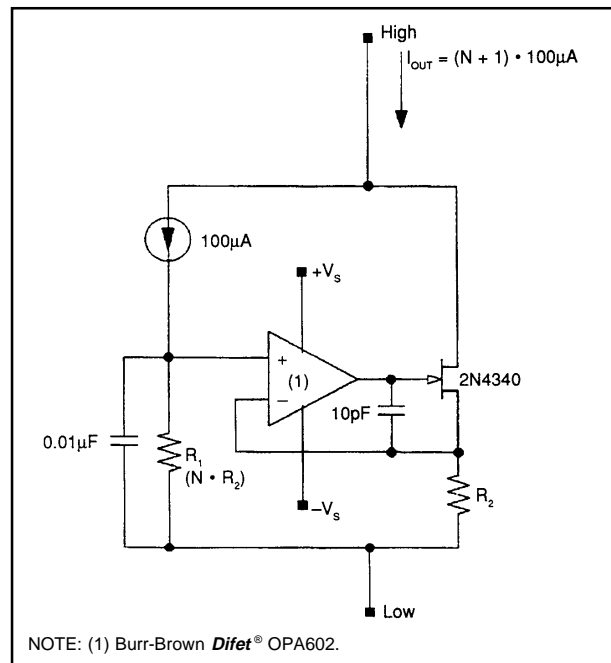 High
I_OUT = (N + 1) • 100µA
100µA
+V_S
+
(1)
–
2N4340
10pF
0.01µF
R_1
(N • R_2)
R_2
–V_S
Low
NOTE: (1) Burr-Brown Difet® OPA602.